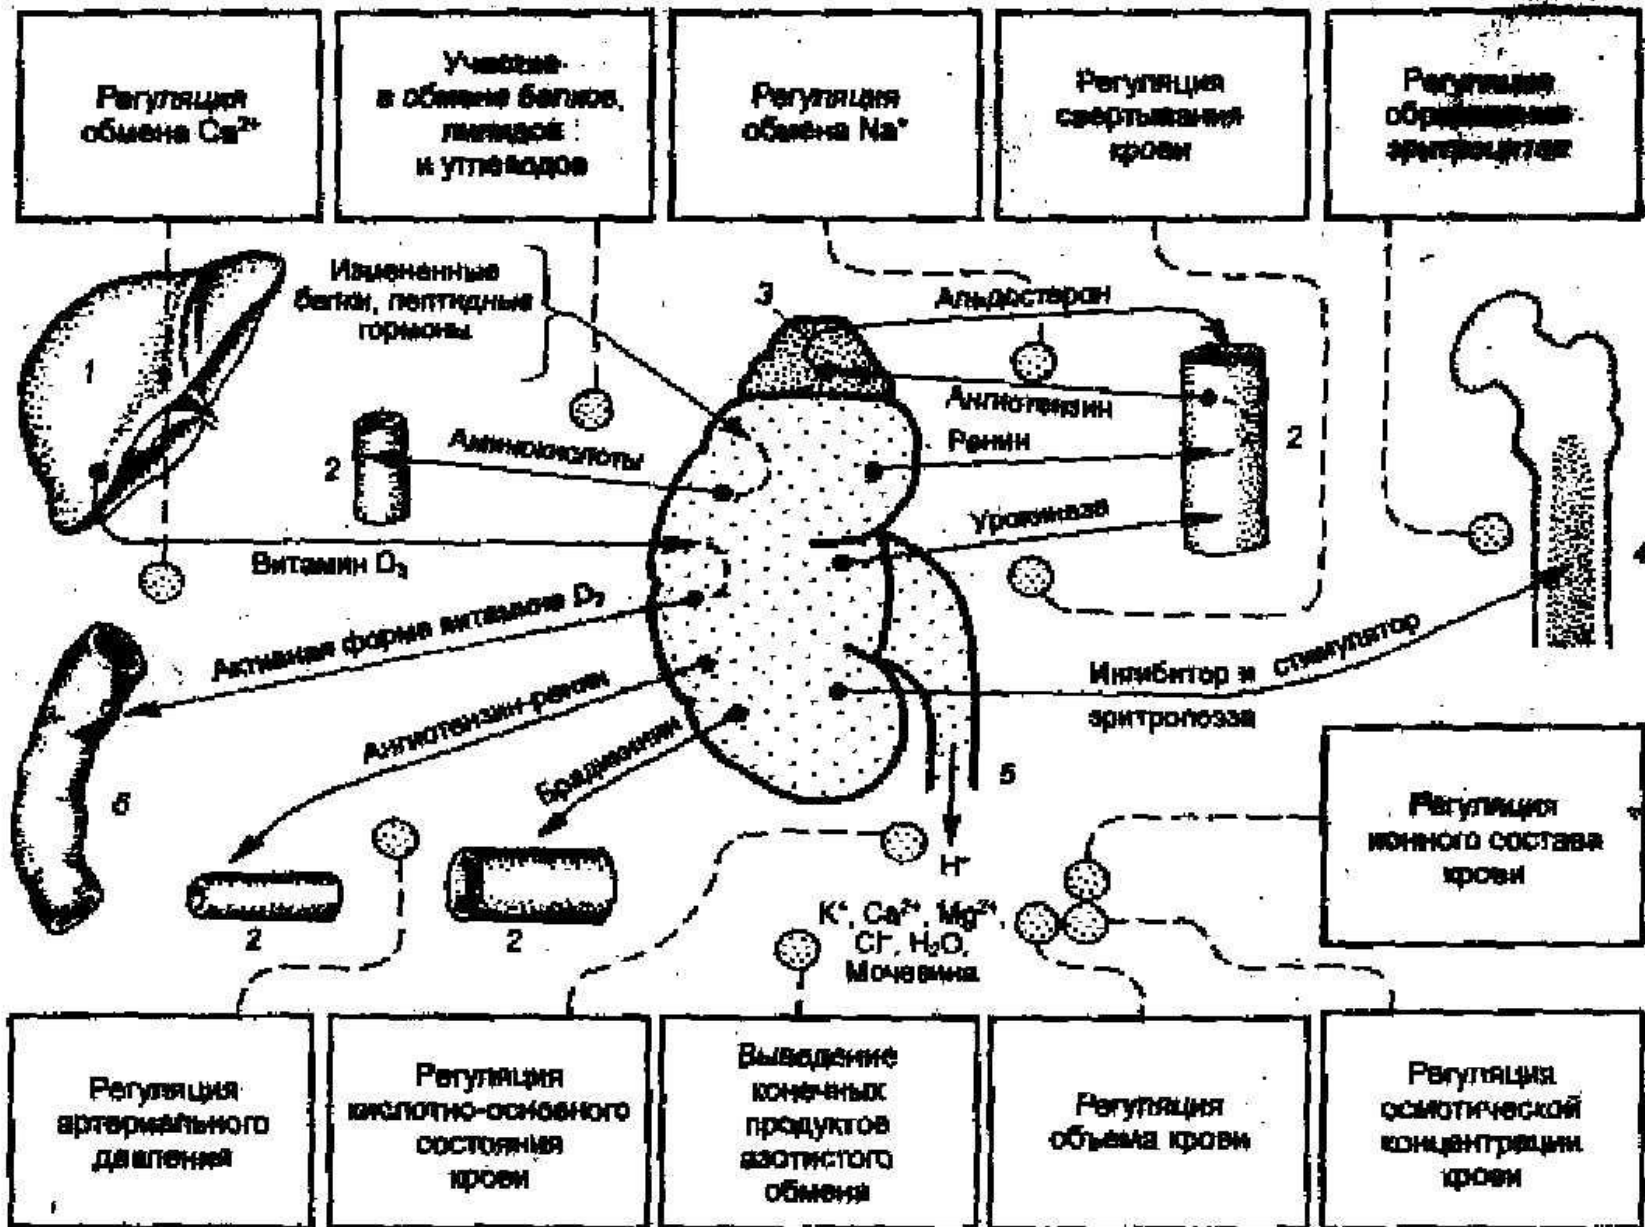 Регуляция
обмена Ca²⁺
Участие
в обмене белков,
липидов
и углеводов
Регуляция
обмена Na⁺
Регуляция
свертывания
крови
Регуляция
образования
эритроцитов
Измененные
белки, пептидные
гормоны
3
Альдостерон
1
Ангиотензин
2
Аминокислоты
Ренин
2
Урокиназа
Витамин D₃
4
Активная форма витамина D₃
Ингибитор и стимулятор
эритропоэза
Ангиотензин-ренин
Брадикинин
5
6
Регуляция
ионного состава
крови
H⁺
2
2
K⁺, Ca²⁺, Mg²⁺,
Cl⁻, H₂O,
Мочевина
Регуляция
артериального
давления
Регуляция
кислотно-основного
состояния
крови
Выведение
конечных
продуктов
азотистого
обмена
Регуляция
объема крови
Регуляция
осмотической
концентрации
крови